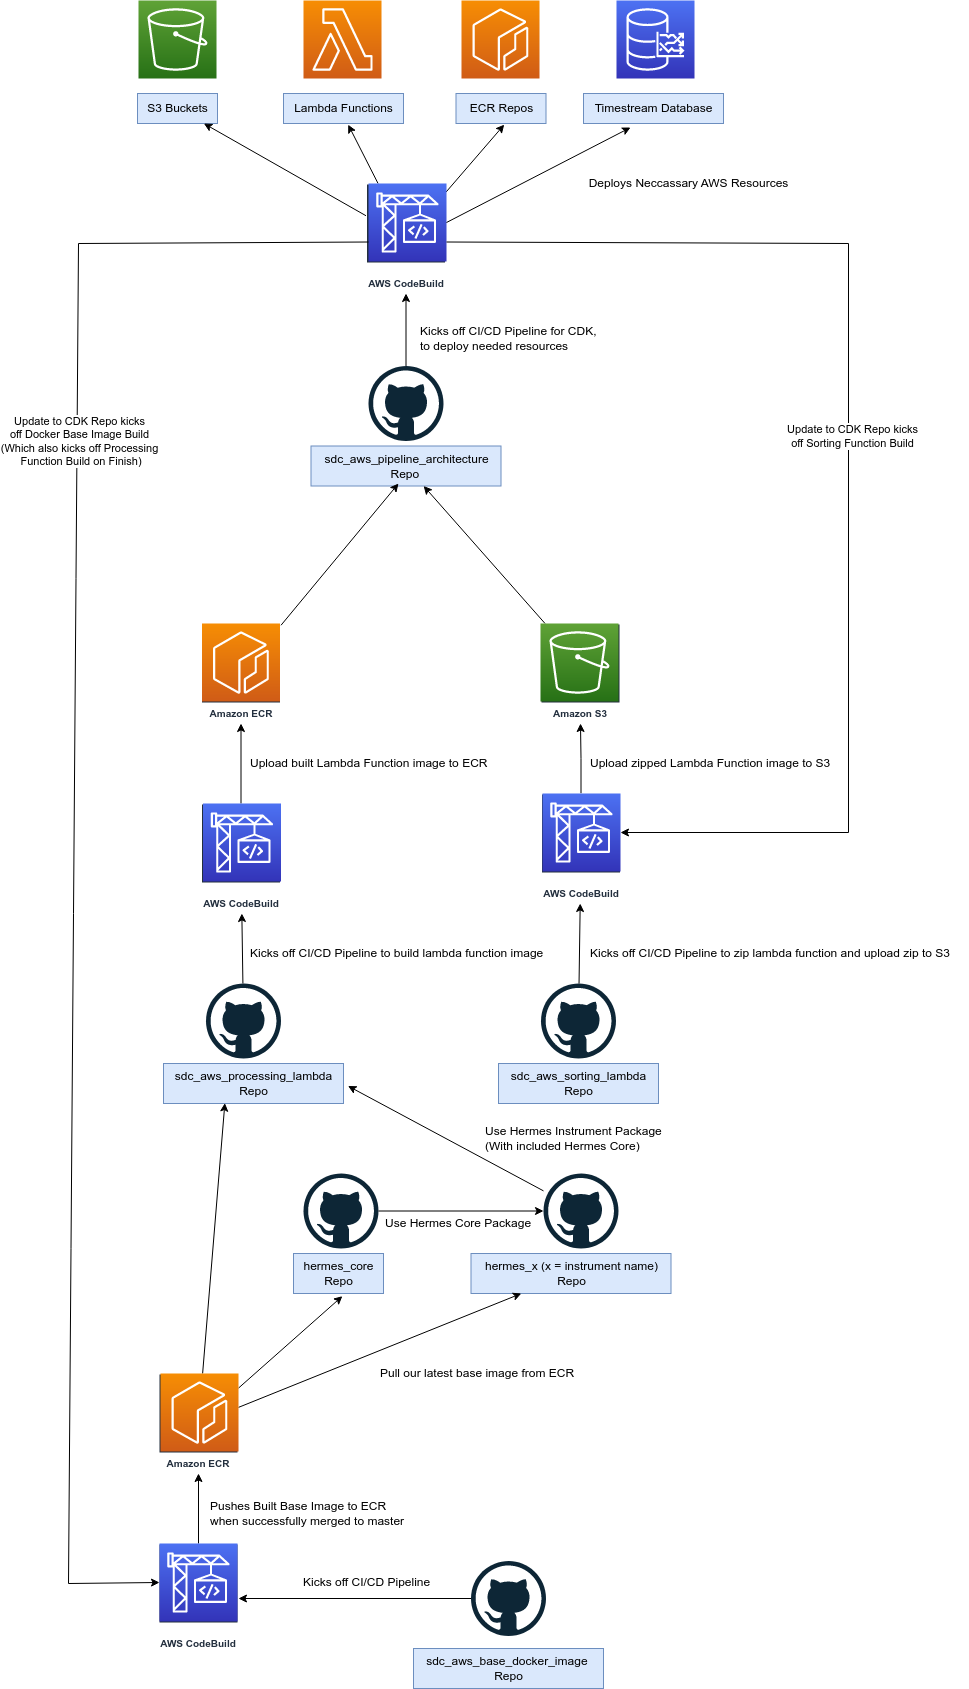 S3 Buckets
Lambda Functions
ECR Repos
Timestream Database
Deploys Neccassary AWS Resources
AWS CodeBuild
Kicks off CI/CD Pipeline for CDK,
to deploy needed resources
Update to CDK Repo kicks
off Docker Base Image Build
(Which also kicks off Processing
Function Build on Finish)
Update to CDK Repo kicks
off Sorting Function Build
sdc_aws_pipeline_architecture
Repo
Amazon ECR
Amazon S3
Upload built Lambda Function image to ECR
Upload zipped Lambda Function image to S3
AWS CodeBuild
AWS CodeBuild
Kicks off CI/CD Pipeline to build lambda function image
Kicks off CI/CD Pipeline to zip lambda function and upload zip to S3
sdc_aws_processing_lambda
Repo
sdc_aws_sorting_lambda
Repo
Use Hermes Instrument Package
(With included Hermes Core)
Use Hermes Core Package
hermes_core
Repo
hermes_x (x = instrument name)
Repo
Pull our latest base image from ECR
Amazon ECR
Pushes Built Base Image to ECR
when successfully merged to master
Kicks off CI/CD Pipeline
AWS CodeBuild
sdc_aws_base_docker_image
Repo